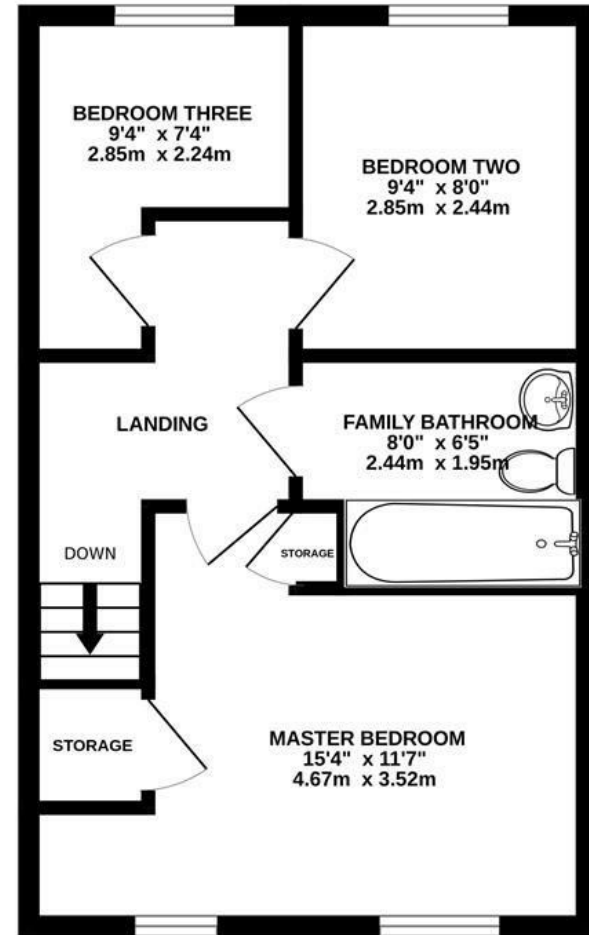 BEDROOM THREE
9'4" x 7'4"
2.85m x 2.24m
BEDROOM TWO
9'4" x 8'0"
2.85m x 2.44m
LANDING
FAMILY BATHROOM
8'0" x 6'5"
2.44m x 1.95m
DOWN
STORAGE
STORAGE
MASTER BEDROOM
15'4" x 11'7"
4.67m x 3.52m